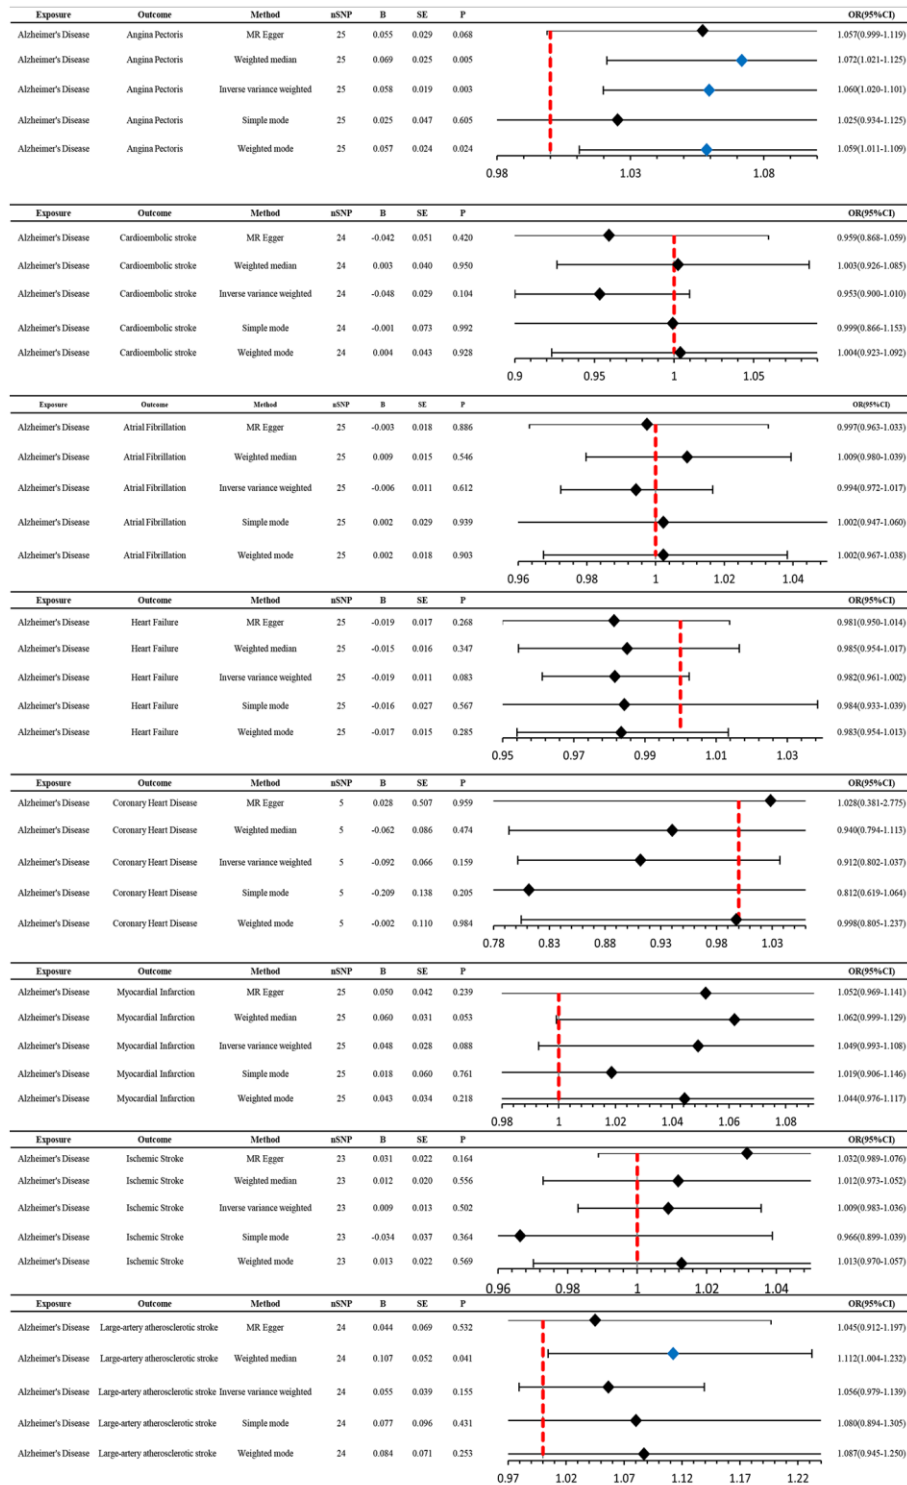 Exposure Outcome Method nSNP B SE P OR(95%CI)
Alzheimer's Disease Angina Pectoris MR Egger 25 0.055 0.029 0.068 1.057(0.999-1.119)
Alzheimer's Disease Angina Pectoris Weighted median 25 0.069 0.025 0.005 1.072(1.021-1.125)
Alzheimer's Disease Angina Pectoris Inverse variance weighted 25 0.058 0.019 0.003 1.060(1.020-1.101)
Alzheimer's Disease Angina Pectoris Simple mode 25 0.025 0.047 0.605 1.025(0.934-1.125)
Alzheimer's Disease Angina Pectoris Weighted mode 25 0.057 0.024 0.024 1.059(1.011-1.109)
0.98 1.03 1.08
Exposure Outcome Method nSNP B SE P OR(95%CI)
Alzheimer's Disease Cardioembolic stroke MR Egger 24 -0.042 0.051 0.420 0.959(0.868-1.059)
Alzheimer's Disease Cardioembolic stroke Weighted median 24 0.003 0.040 0.950 1.003(0.926-1.085)
Alzheimer's Disease Cardioembolic stroke Inverse variance weighted 24 -0.048 0.029 0.104 0.953(0.900-1.010)
Alzheimer's Disease Cardioembolic stroke Simple mode 24 -0.001 0.073 0.992 0.999(0.866-1.153)
Alzheimer's Disease Cardioembolic stroke Weighted mode 24 0.004 0.043 0.928 1.004(0.923-1.092)
0.9 0.95 1 1.05
Exposure Outcome Method nSNP B SE P OR(95%CI)
Alzheimer's Disease Atrial Fibrillation MR Egger 25 -0.003 0.018 0.886 0.997(0.963-1.033)
Alzheimer's Disease Atrial Fibrillation Weighted median 25 0.009 0.015 0.546 1.009(0.980-1.039)
Alzheimer's Disease Atrial Fibrillation Inverse variance weighted 25 -0.006 0.011 0.612 0.994(0.972-1.017)
Alzheimer's Disease Atrial Fibrillation Simple mode 25 0.002 0.029 0.939 1.002(0.947-1.060)
Alzheimer's Disease Atrial Fibrillation Weighted mode 25 0.002 0.018 0.903 1.002(0.967-1.038)
0.96 0.98 1 1.02 1.04
Exposure Outcome Method nSNP B SE P OR(95%CI)
Alzheimer's Disease Heart Failure MR Egger 25 -0.019 0.017 0.268 0.981(0.950-1.014)
Alzheimer's Disease Heart Failure Weighted median 25 -0.015 0.016 0.347 0.985(0.954-1.017)
Alzheimer's Disease Heart Failure Inverse variance weighted 25 -0.019 0.011 0.083 0.982(0.961-1.002)
Alzheimer's Disease Heart Failure Simple mode 25 -0.016 0.027 0.567 0.984(0.933-1.039)
Alzheimer's Disease Heart Failure Weighted mode 25 -0.017 0.015 0.285 0.983(0.954-1.013)
0.95 0.97 0.99 1.01 1.03
Exposure Outcome Method nSNP B SE P OR(95%CI)
Alzheimer's Disease Coronary Heart Disease MR Egger 5 0.028 0.507 0.959 1.028(0.381-2.775)
Alzheimer's Disease Coronary Heart Disease Weighted median 5 -0.062 0.086 0.474 0.940(0.794-1.113)
Alzheimer's Disease Coronary Heart Disease Inverse variance weighted 5 -0.092 0.066 0.159 0.912(0.802-1.037)
Alzheimer's Disease Coronary Heart Disease Simple mode 5 -0.209 0.138 0.205 0.812(0.619-1.064)
Alzheimer's Disease Coronary Heart Disease Weighted mode 5 -0.002 0.110 0.984 0.998(0.805-1.237)
0.78 0.83 0.88 0.93 0.98 1.03
Exposure Outcome Method nSNP B SE P OR(95%CI)
Alzheimer's Disease Myocardial Infarction MR Egger 25 0.050 0.042 0.239 1.052(0.969-1.141)
Alzheimer's Disease Myocardial Infarction Weighted median 25 0.060 0.031 0.053 1.062(0.999-1.129)
Alzheimer's Disease Myocardial Infarction Inverse variance weighted 25 0.048 0.028 0.088 1.049(0.993-1.108)
Alzheimer's Disease Myocardial Infarction Simple mode 25 0.018 0.060 0.761 1.019(0.906-1.146)
Alzheimer's Disease Myocardial Infarction Weighted mode 25 0.043 0.034 0.218 1.044(0.976-1.117)
0.98 1 1.02 1.04 1.06 1.08
Exposure Outcome Method nSNP B SE P OR(95%CI)
Alzheimer's Disease Ischemic Stroke MR Egger 23 0.031 0.022 0.164 1.032(0.989-1.076)
Alzheimer's Disease Ischemic Stroke Weighted median 23 0.012 0.020 0.556 1.012(0.973-1.052)
Alzheimer's Disease Ischemic Stroke Inverse variance weighted 23 0.009 0.013 0.502 1.009(0.983-1.036)
Alzheimer's Disease Ischemic Stroke Simple mode 23 -0.034 0.037 0.364 0.966(0.899-1.039)
Alzheimer's Disease Ischemic Stroke Weighted mode 23 0.013 0.022 0.569 1.013(0.970-1.057)
0.96 0.98 1 1.02 1.04
Exposure Outcome Method nSNP B SE P OR(95%CI)
Alzheimer's Disease Large-artery atherosclerotic stroke MR Egger 24 0.044 0.069 0.532 1.045(0.912-1.197)
Alzheimer's Disease Large-artery atherosclerotic stroke Weighted median 24 0.107 0.052 0.041 1.112(1.004-1.232)
Alzheimer's Disease Large-artery atherosclerotic stroke Inverse variance weighted 24 0.055 0.039 0.155 1.056(0.979-1.139)
Alzheimer's Disease Large-artery atherosclerotic stroke Simple mode 24 0.077 0.096 0.431 1.080(0.894-1.305)
Alzheimer's Disease Large-artery atherosclerotic stroke Weighted mode 24 0.084 0.071 0.253 1.087(0.945-1.250)
0.97 1.02 1.07 1.12 1.17 1.22